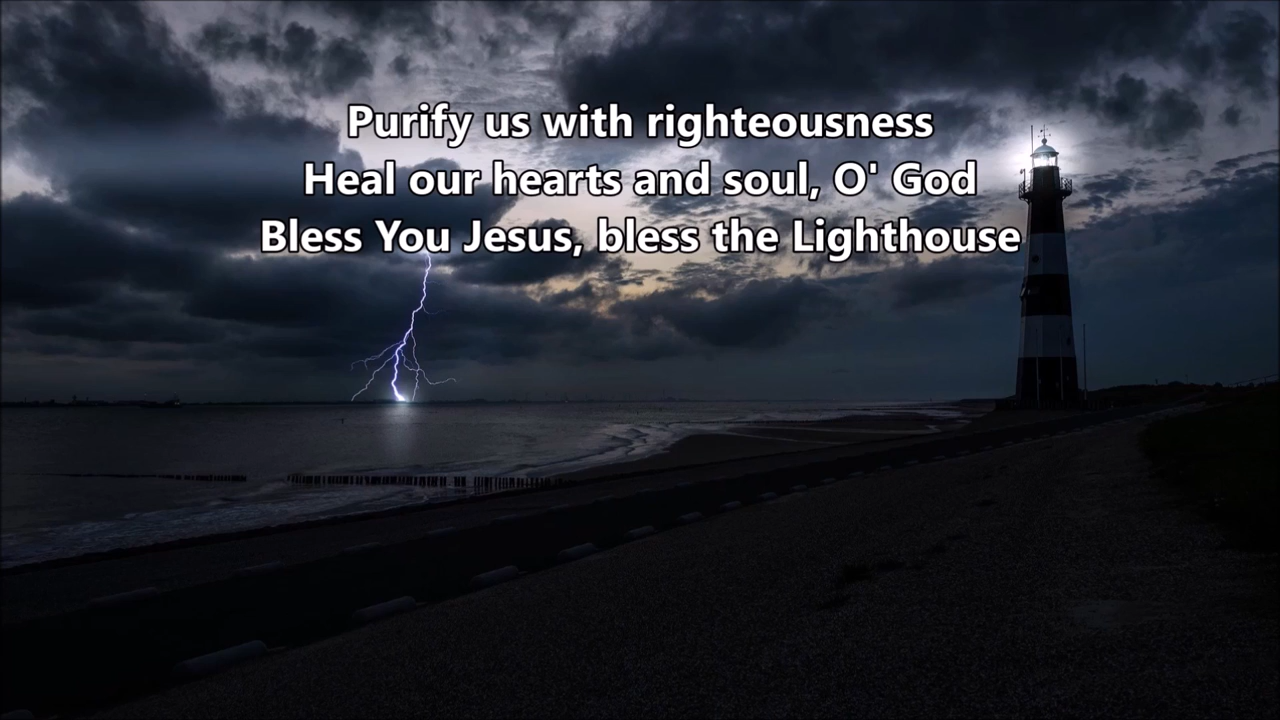 Purify us with righteousness
Heal our hearts and soul, O' God
Bless You Jesus, bless the Lighthouse